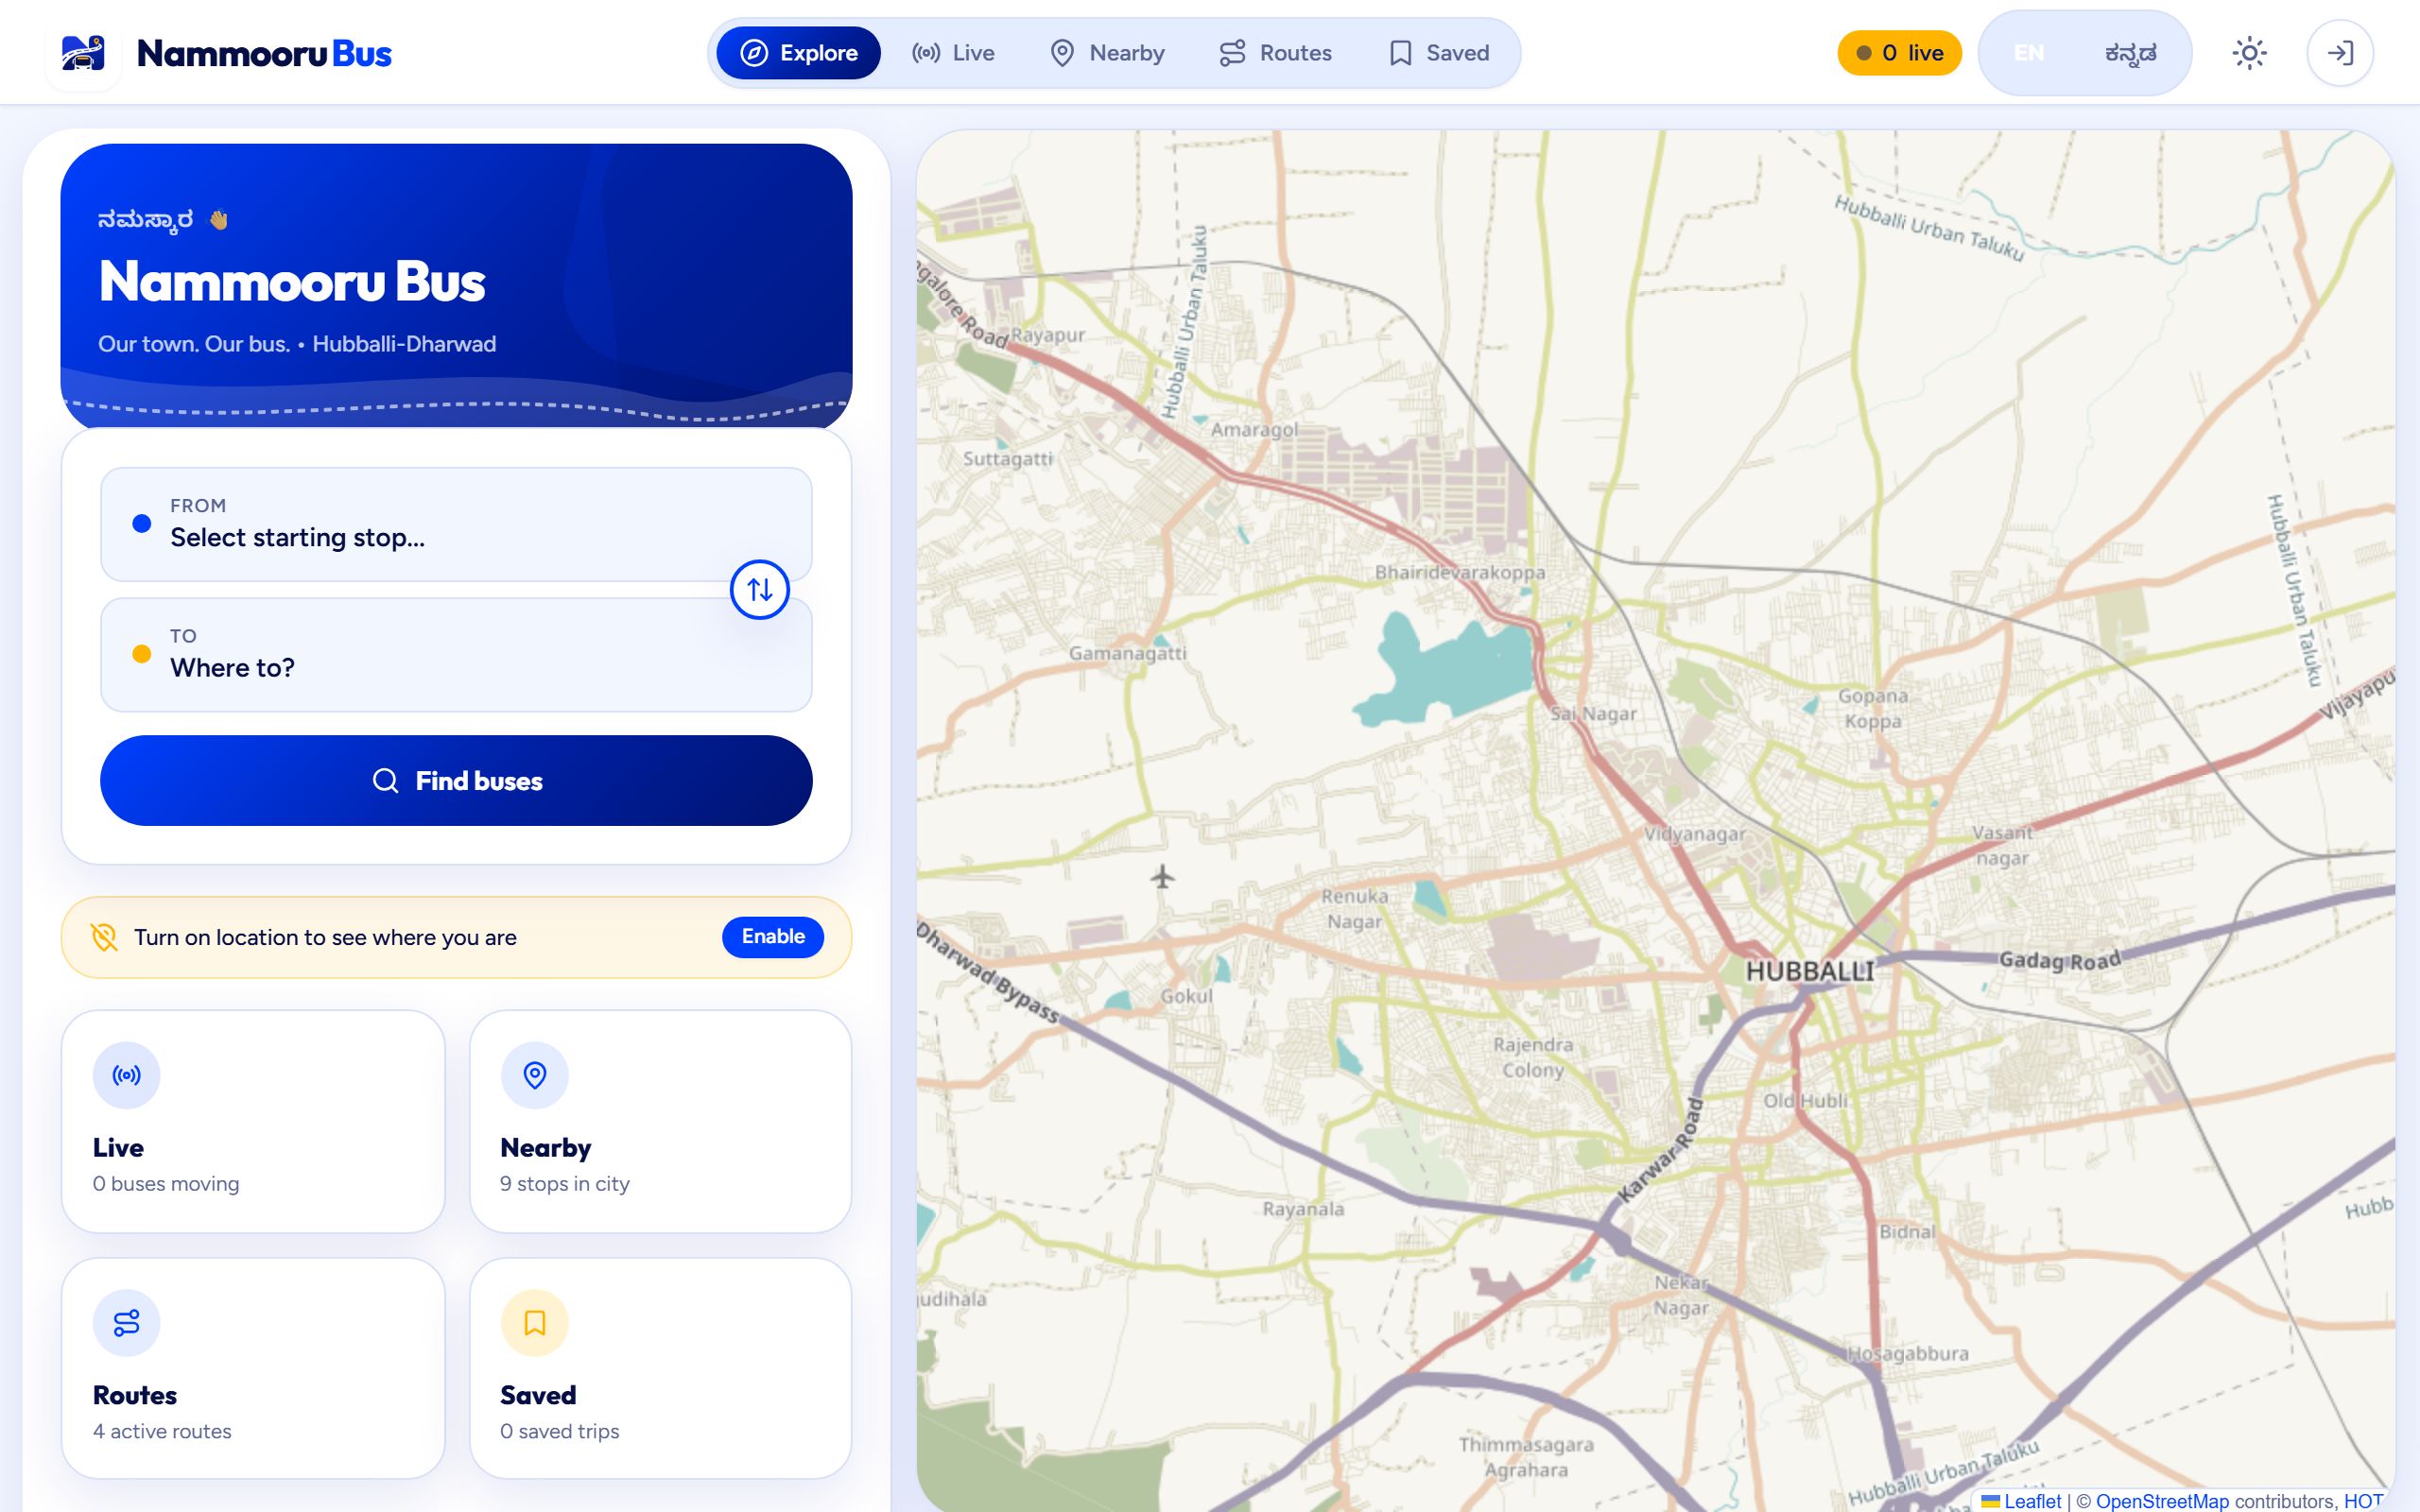 Nammooru Bus
Explore
Live
Nearby
Routes
Saved
0 live
EN
ಕನ್ನಡ
ನಮಸ್ಕಾರ 👋🏽
Nammooru Bus
Our town. Our bus. • Hubballi-Dharwad
FROM
Select starting stop...
TO
Where to?
Find buses
Turn on location to see where you are
Enable
Live
0 buses moving
Nearby
9 stops in city
Routes
4 active routes
Saved
0 saved trips
Hubballi Urban Taluku
Hubballi Urban Taluku
galore Road
Rayapur
Amaragol
Suttagatti
Hubballi Urban Taluku
Bhairidevarakoppa
Gamanagatti
Sai Nagar
Gopana
Koppa
Vijayapu
Vidyanagar
Vasant
nagar
Renuka
Nagar
Dharwad Bypass
HUBBALLI
Gadag Road
Gokul
Rajendra
Colony
Old Hubli
Karwar Road
Rayanala
Bidnal
Hubb
Nekar
Nagar
udihala
Hosagabbura
Thimmasagara
Agrahara
Hubballi Urban Taluku
Leaflet | © OpenStreetMap contributors, HOT